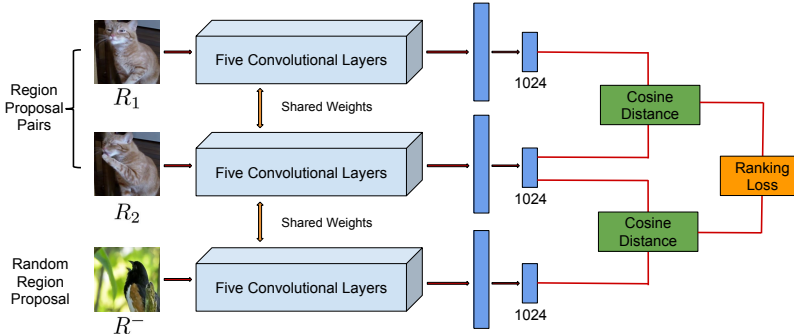 Five Convolutional Layers
1024
R₁
Region
Proposal
Pairs
Shared Weights
Cosine
Distance
Five Convolutional Layers
1024
R₂
Ranking
Loss
Shared Weights
Cosine
Distance
Random
Region
Proposal
Five Convolutional Layers
1024
R⁻